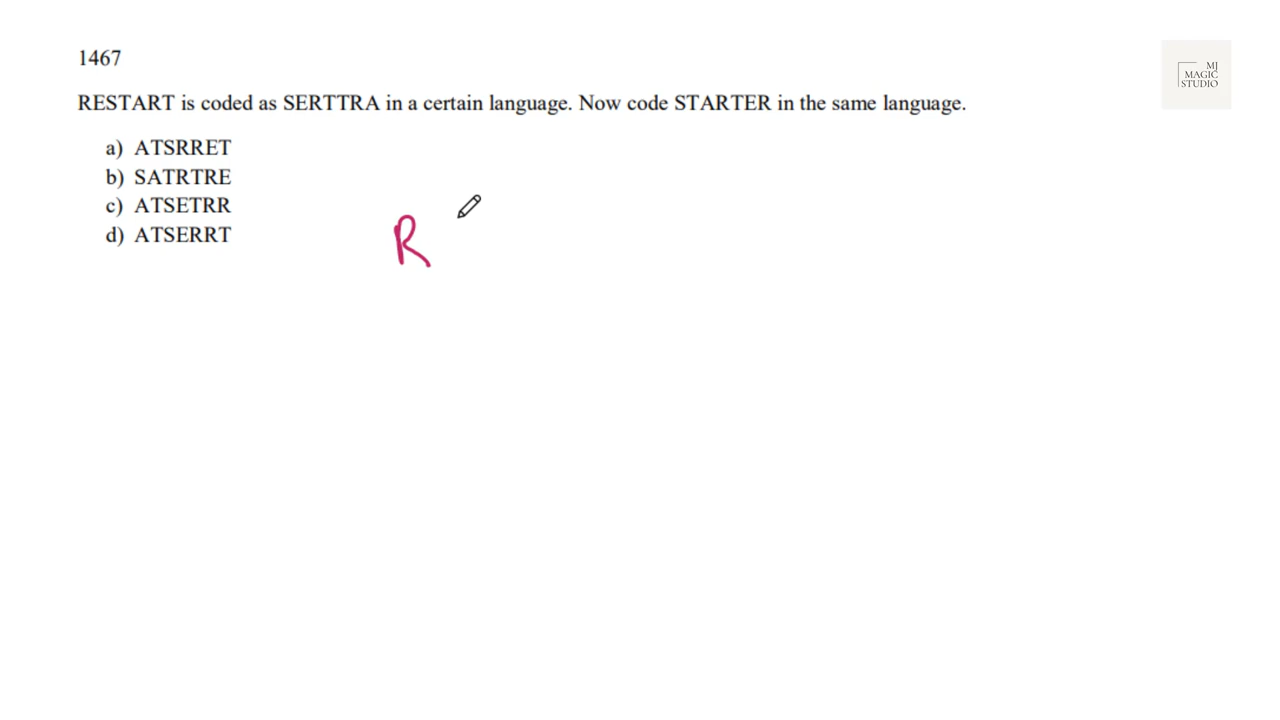 1467
MJ
MAGIC
STUDIO
RESTART is coded as SERTTRA in a certain language. Now code STARTER in the same language.
a) ATSRRET
b) SATRTRE
c) ATSETRR
d) ATSERRT
R